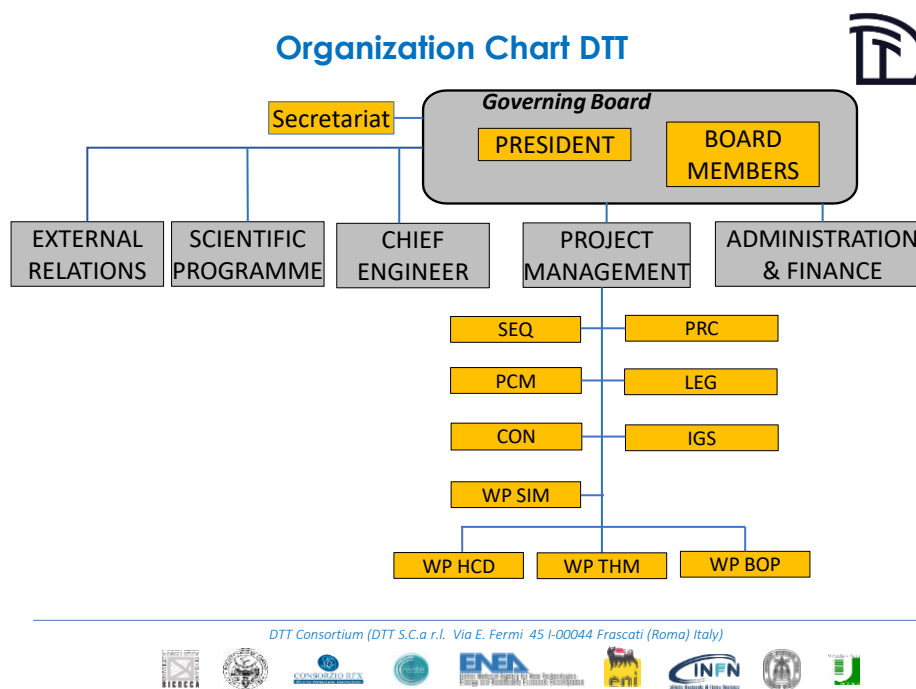 Organization Chart DTT
Governing Board
Secretariat
PRESIDENT
BOARD
MEMBERS
EXTERNAL
RELATIONS
SCIENTIFIC
PROGRAMME
CHIEF
ENGINEER
PROJECT
MANAGEMENT
ADMINISTRATION
& FINANCE
SEQ
PRC
PCM
LEG
CON
IGS
WP SIM
WP HCD
WP THM
WP BOP
DTT Consortium (DTT S.C.a r.l. Via E. Fermi 45 I-00044 Frascati (Roma) Italy)
BICOCCA
CONSORZIO RFX
ENEA
eni
INFN